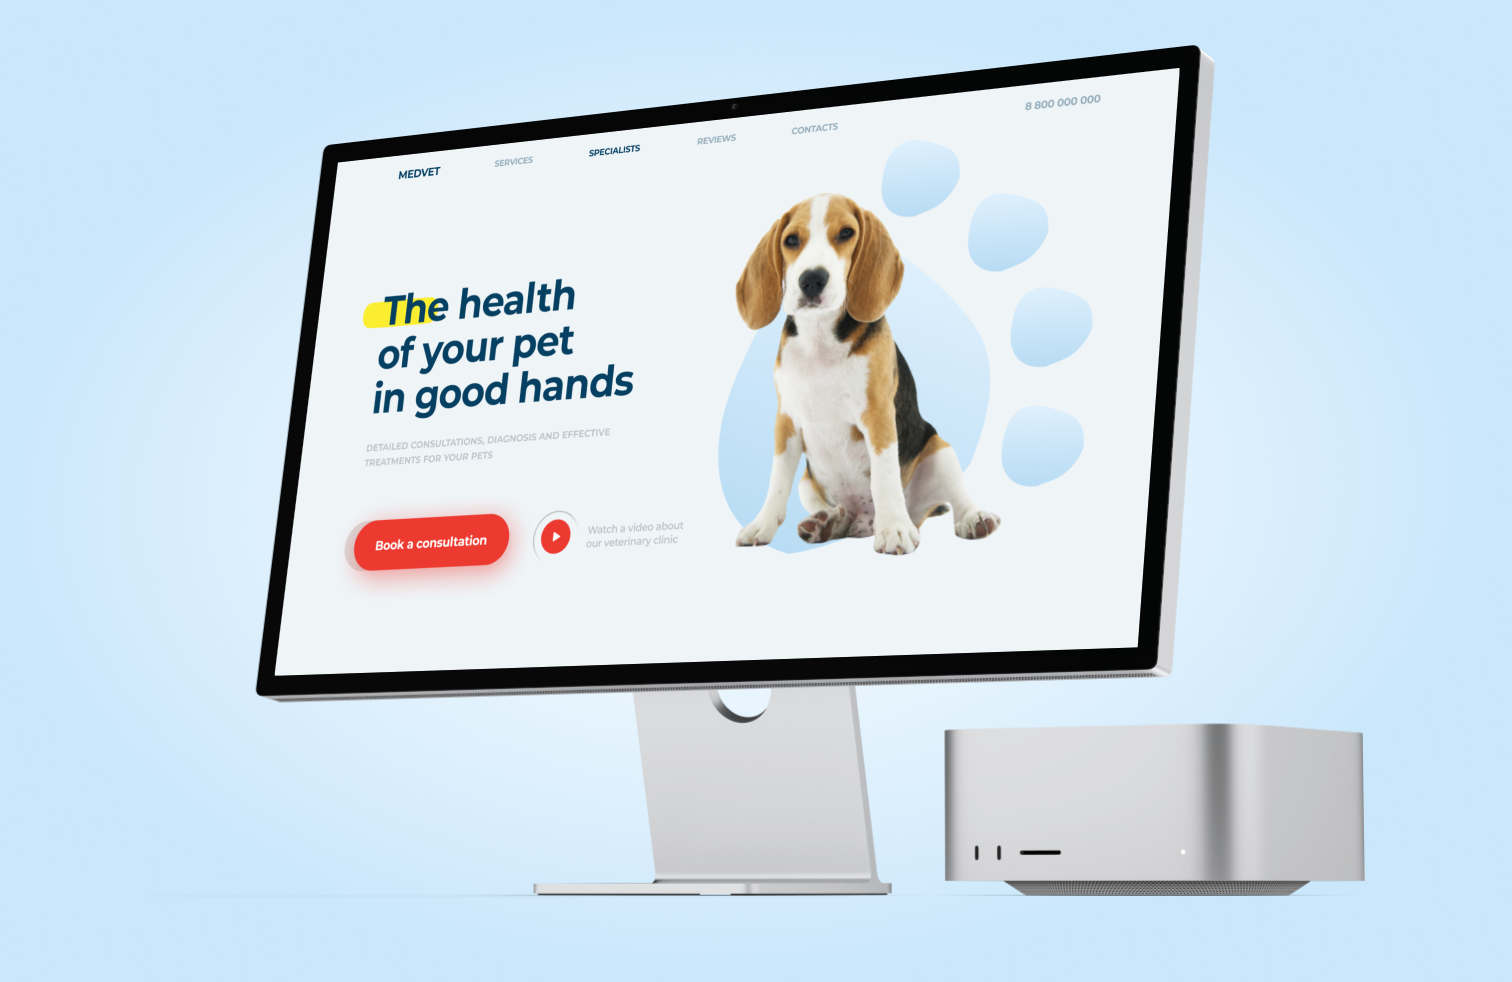 MEDVET
SERVICES
SPECIALISTS
REVIEWS
CONTACTS
8 800 000 000
The health
of your pet
in good hands
DETAILED CONSULTATIONS, DIAGNOSIS AND EFFECTIVE
TREATMENTS FOR YOUR PETS
Book a consultation
Watch a video about
our veterinary clinic